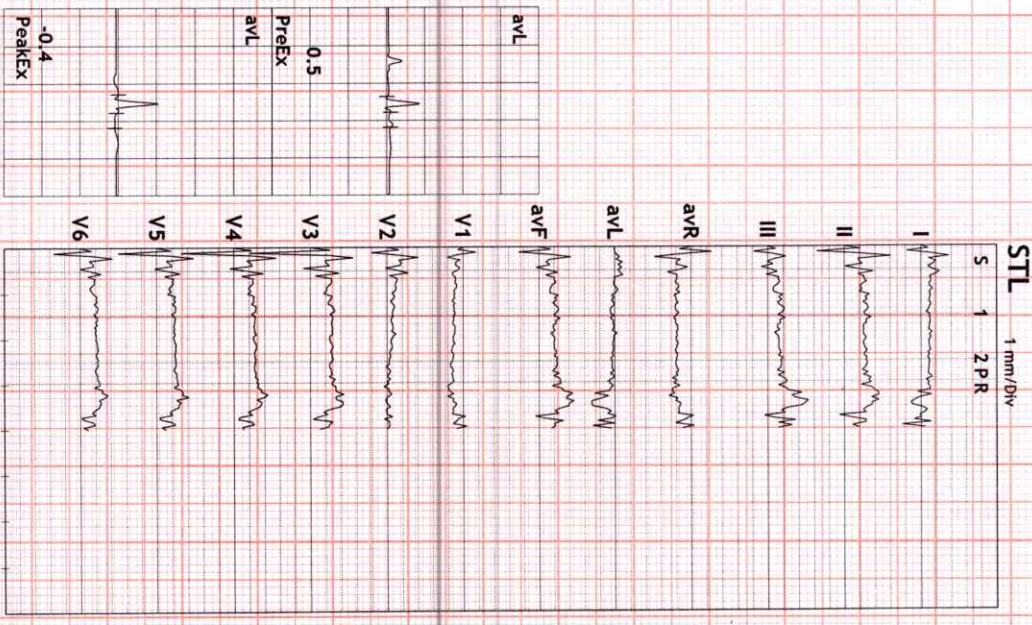 STL 1 mm/Div
S 1 2 P R
I
II
III
avR
avL
avF
V1
V2
V3
V4
V5
V6
avL
0.5
PreEx
avL
-0.4
PeakEx